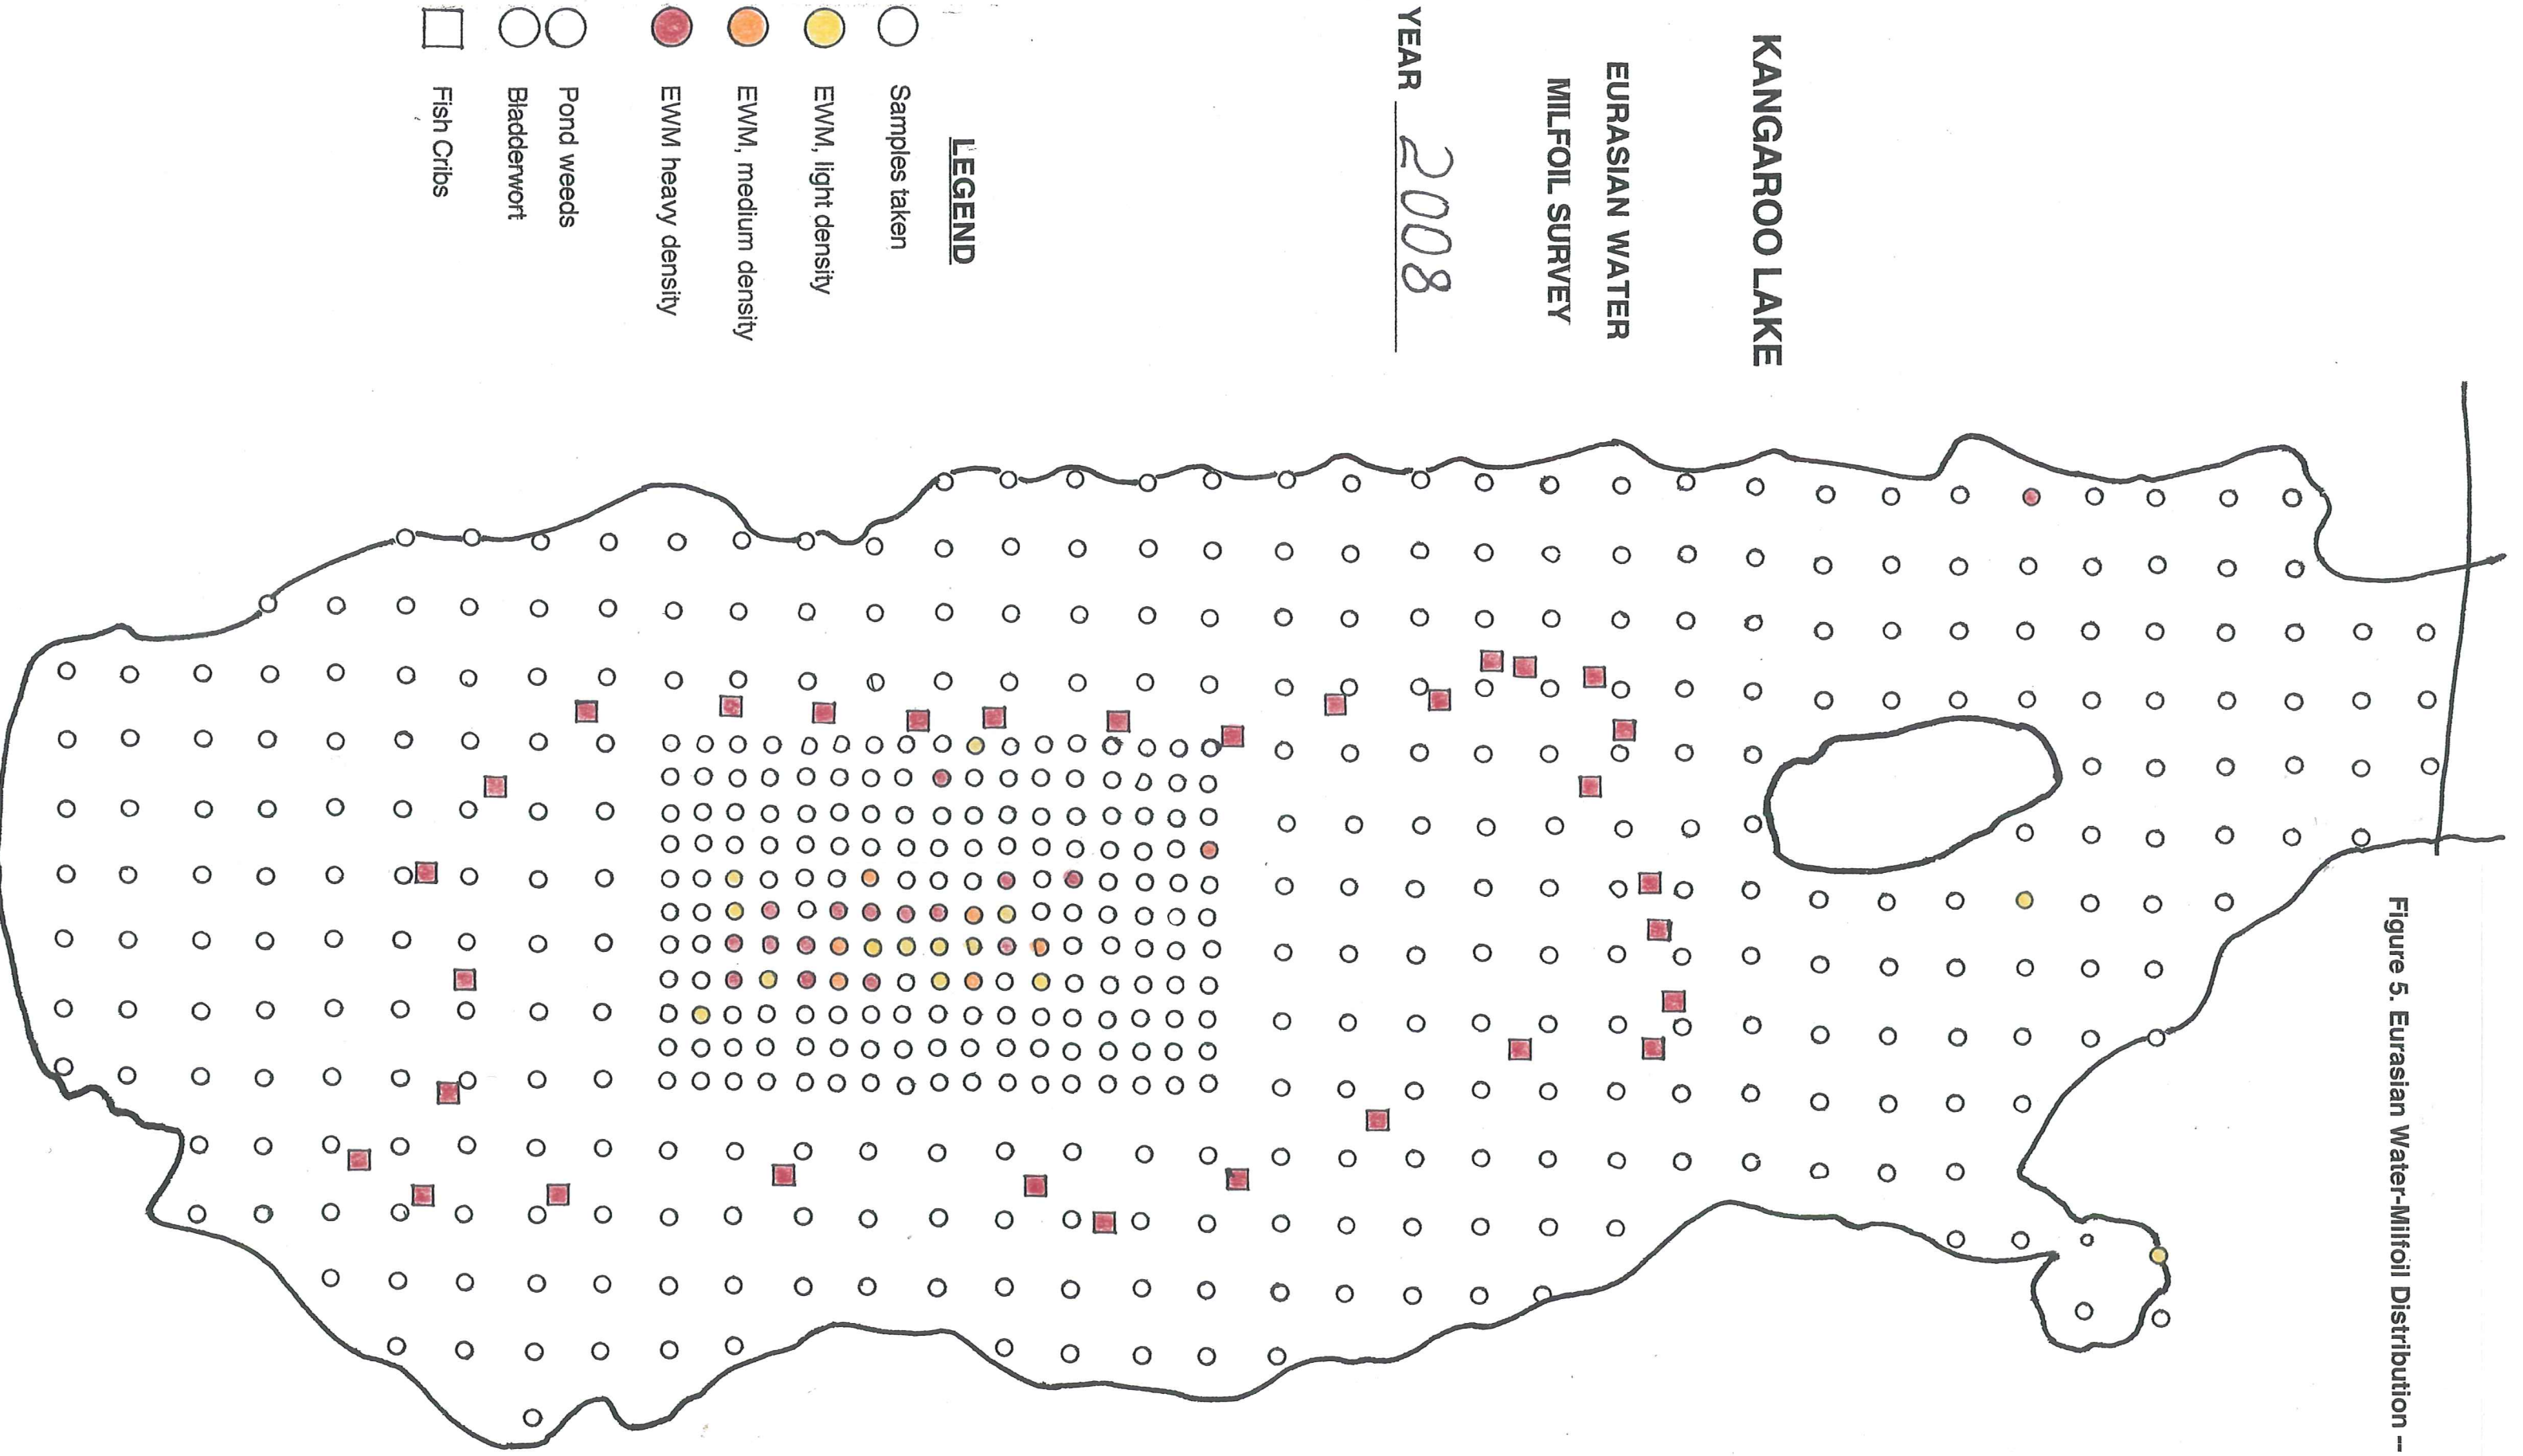 Figure 5. Eurasian Water-Milfoil Distribution --
KANGAROO LAKE
EURASIAN WATER
MILFOIL SURVEY
YEAR 2008
LEGEND
Samples taken
EWM, light density
EWM, medium density
EWM heavy density
Pond weeds
Bladderwort
Fish Cribs